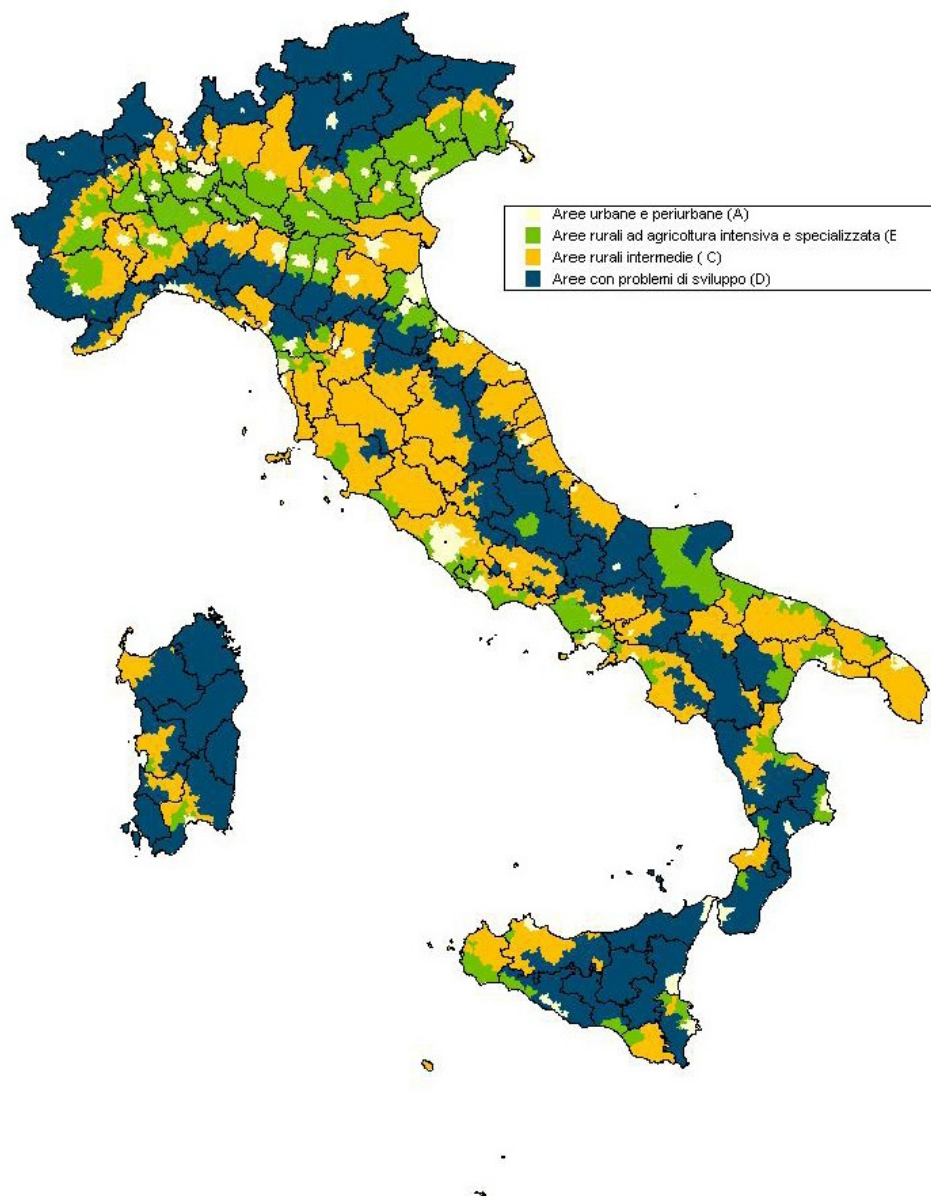 Aree urbane e periurbane (A)
Aree rurali ad agricoltura intensiva e specializzata (E
Aree rurali intermedie ( C)
Aree con problemi di sviluppo (D)